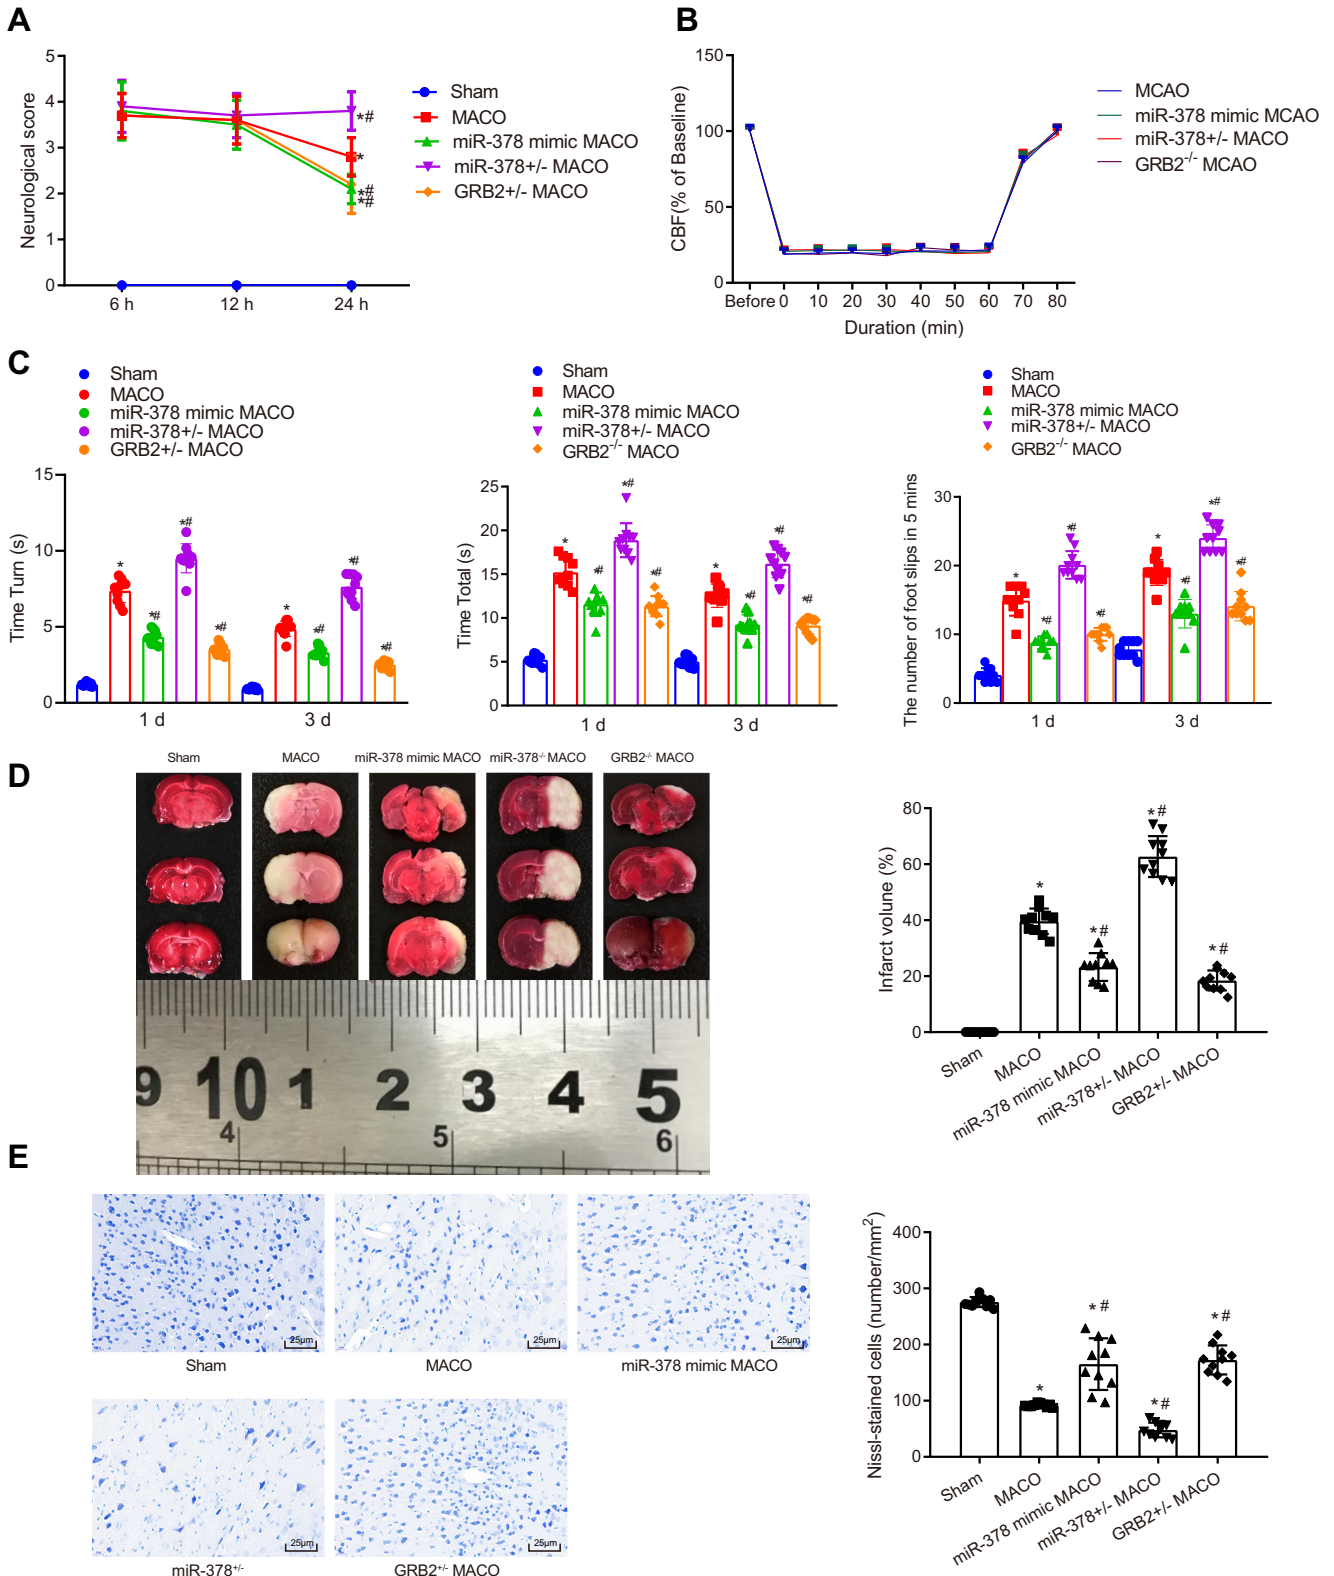 A
5
4
3
2
1
0
Neurological score
6 h
12 h
24 h
*#
*
*#
*#
Sham
MACO
miR-378 mimic MACO
miR-378+/- MACO
GRB2+/- MACO
B
150
100
50
0
CBF(% of Baseline)
Before 0 10 20 30 40 50 60 70 80
Duration (min)
MCAO
miR-378 mimic MCAO
miR-378+/- MACO
GRB2-/- MCAO
C
Sham
MACO
miR-378 mimic MACO
miR-378+/- MACO
GRB2+/- MACO
15
10
5
0
Time Turn (s)
* *# *# *#
* *# *# *#
1 d
3 d
Sham
MACO
miR-378 mimic MACO
miR-378+/- MACO
GRB2-/- MACO
25
20
15
10
5
0
Time Total (s)
* *# *# *#
* *# *# *#
1 d
3 d
Sham
MACO
miR-378 mimic MACO
miR-378+/- MACO
GRB2-/- MACO
30
20
10
0
The number of foot slips in 5 mins
* *# *# *#
* *# *# *#
1 d
3 d
D
Sham
MACO
miR-378 mimic MACO
miR-378-/- MACO
GRB2-/- MACO
9 10 1 2 3 4 5
4 5 6
80
60
40
20
0
Infarct volume (%)
* *# *# *#
Sham
MACO
miR-378 mimic MACO
miR-378+/- MACO
GRB2+/- MACO
E
25μm
Sham
25μm
MACO
25μm
miR-378 mimic MACO
25μm
miR-378+/-
25μm
GRB2+/- MACO
400
300
200
100
0
Nissl-stained cells (number/mm2)
* *# *# *#
Sham
MACO
miR-378 mimic MACO
miR-378+/- MACO
GRB2+/- MACO